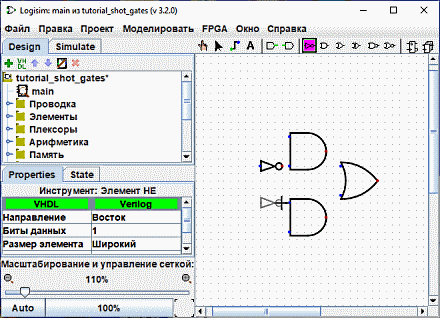 Logisim: main из tutorial_shot_gates (v 3.2.0)
Файл Правка Проект Моделировать FPGA Окно Справка
Design Simulate
A
VH
DL
tutorial_shot_gates*
main
Проводка
Элементы
Плексоры
Арифметика
Память
Properties State
Инструмент: Элемент НЕ
VHDL Verilog
Направление Восток
Биты данных 1
Размер элемента Широкий
Масштабирование и управление сеткой:
110%
Auto 100%